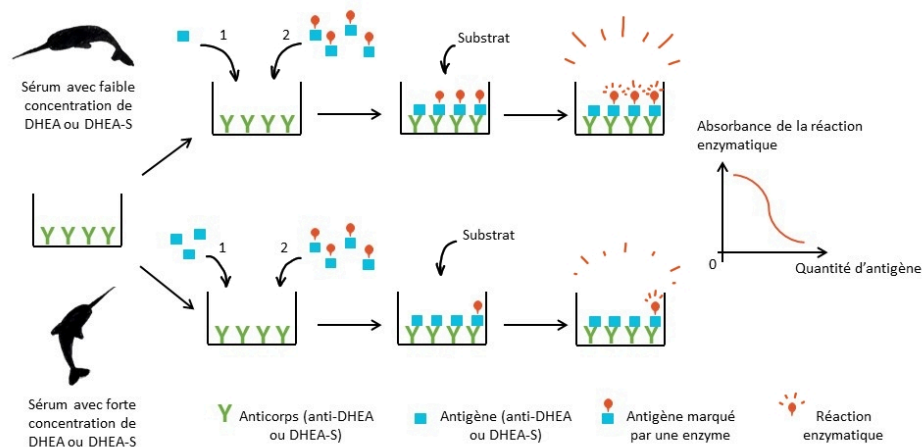 Sérum avec faible
concentration de
DHEA ou DHEA-S
1
2
Substrat
Absorbance de la réaction
enzymatique
0
Quantité d'antigène
1
2
Substrat
Sérum avec forte
concentration de
DHEA ou DHEA-S
Anticorps (anti-DHEA
ou DHEA-S)
Antigène (anti-DHEA
ou DHEA-S)
Antigène marqué
par une enzyme
Réaction
enzymatique